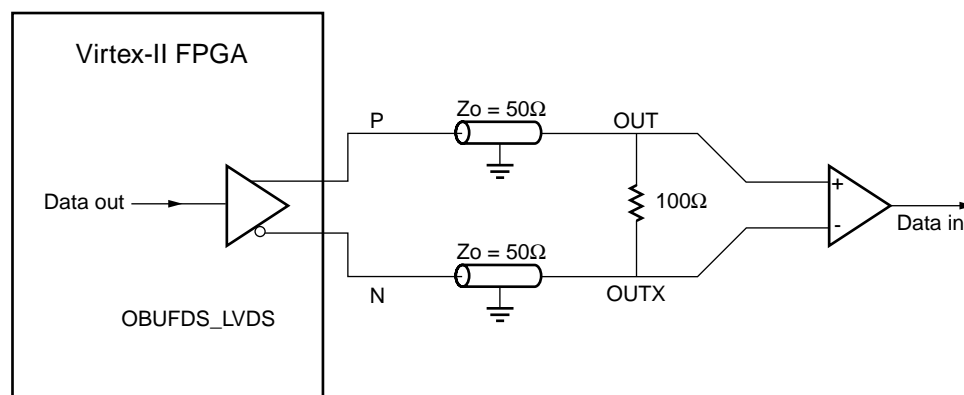 Virtex-II FPGA
Zo = 50Ω
P
OUT
Data out
+
100Ω
-
Data in
Zo = 50Ω
N
OUTX
OBUFDS_LVDS